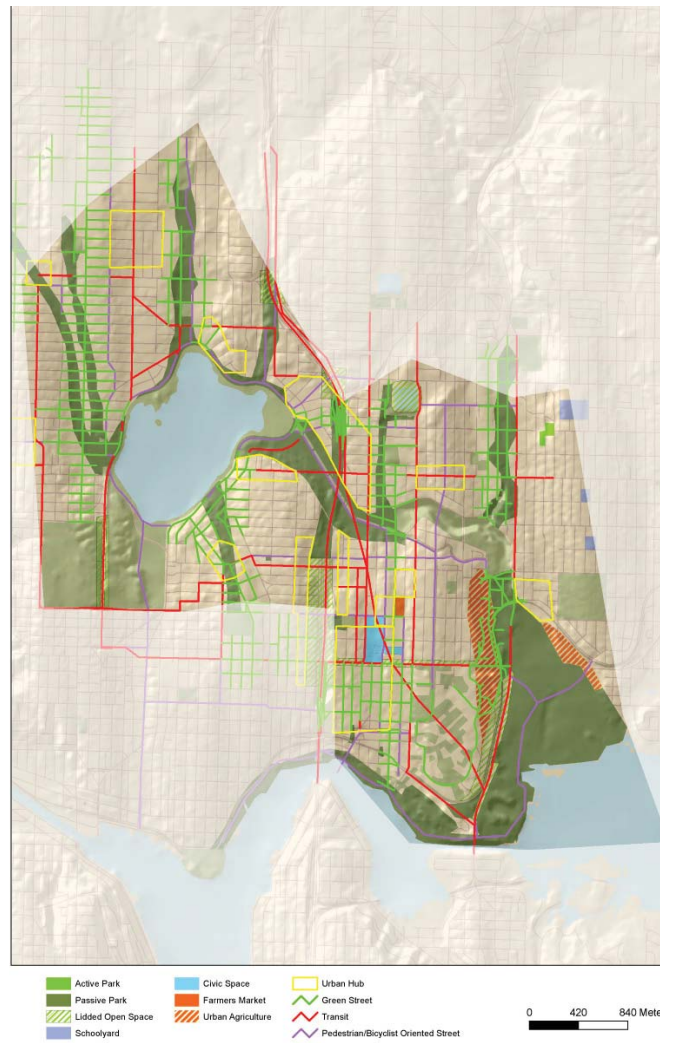 Active Park
Passive Park
Lidded Open Space
Schoolyard
Civic Space
Farmers Market
Urban Agriculture
Urban Hub
Green Street
Transit
Pedestrian/Bicyclist Oriented Street
0 420 840 Mete